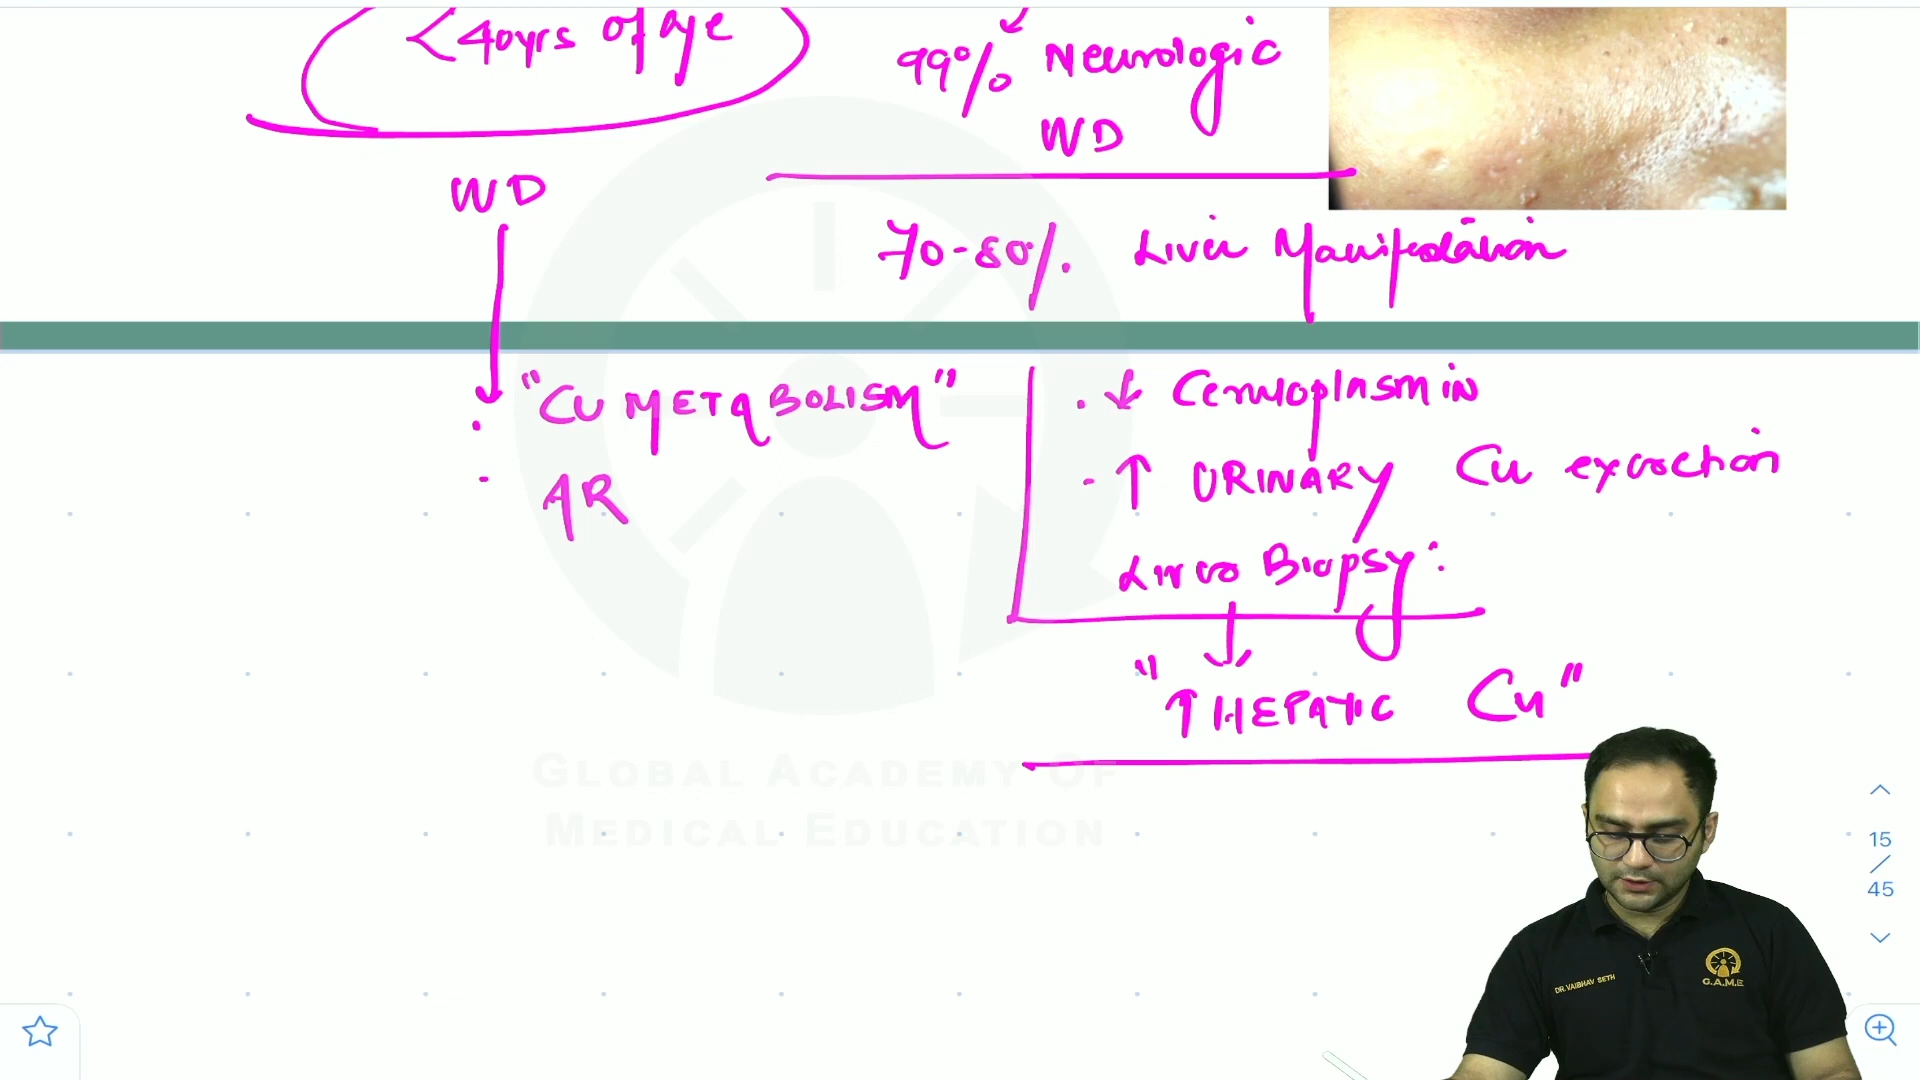 <40yrs of age
99% Neurologic
WD
WD
70-80%. Liver Manifestation
"CU METABOLISM"
AR
. ↓ Ceruloplasmin
- ↑ URINARY Cu excretion
Liver Biopsy:
"↑ HEPATIC Cu"
GLOBAL ACADEMY OF
MEDICAL EDUCATION
15
/
45
DR. VAIBHAV SETH
G.A.M.E